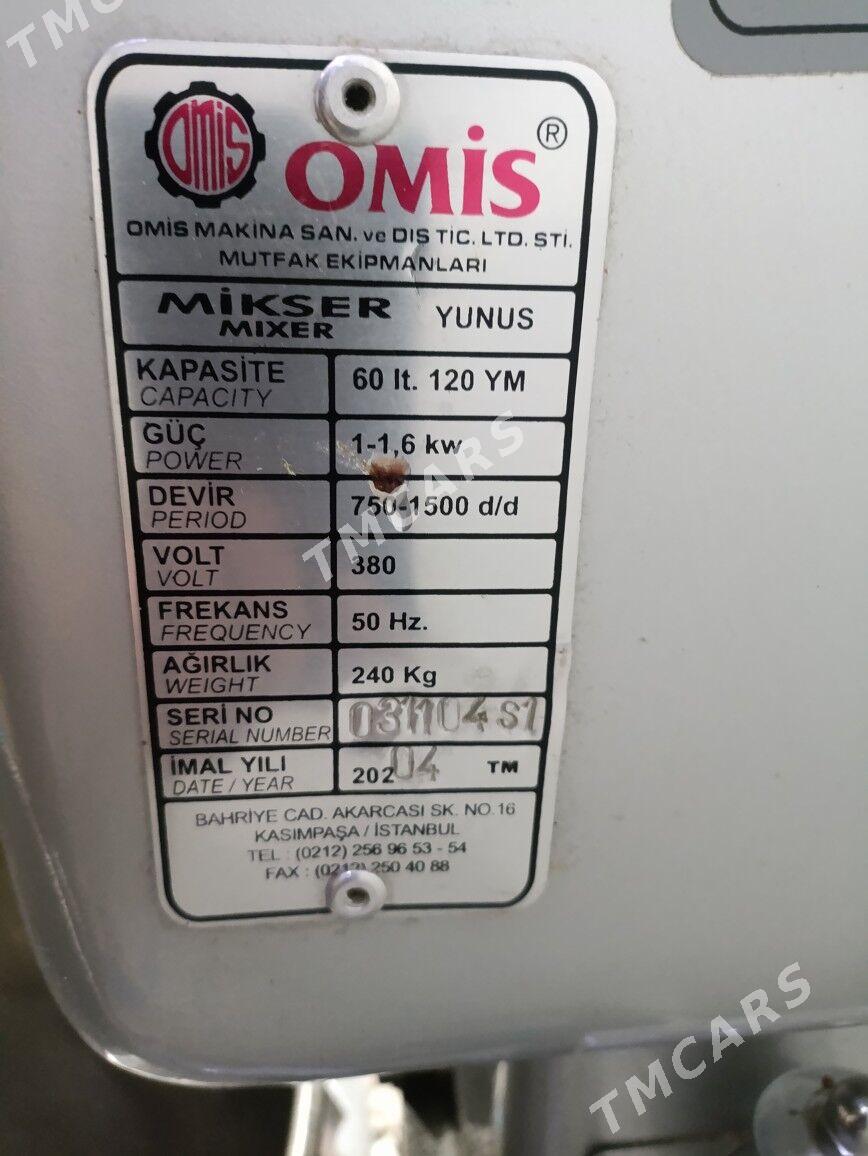 TMCARS
OMİS
OMİS ®
OMİS MAKİNA SAN. ve DIŞ TİC. LTD. ŞTİ.
MUTFAK EKİPMANLARI
MİKSER YUNUS
MIXER
KAPASİTE 60 lt. 120 YM
CAPACITY
GÜÇ 1-1,6 kw
POWER
DEVİR 750-1500 d/d
PERIOD
VOLT 380
VOLT
FREKANS 50 Hz.
FREQUENCY
AĞIRLIK 240 Kg
WEIGHT
SERİ NO 031104S1
SERIAL NUMBER
İMAL YILI 20204 TM
DATE / YEAR
BAHRİYE CAD. AKARCASI SK. NO.16
KASIMPAŞA / İSTANBUL
TEL : (0212) 256 96 53 - 54
FAX : (0212) 250 40 88
TMCARS
TMCARS